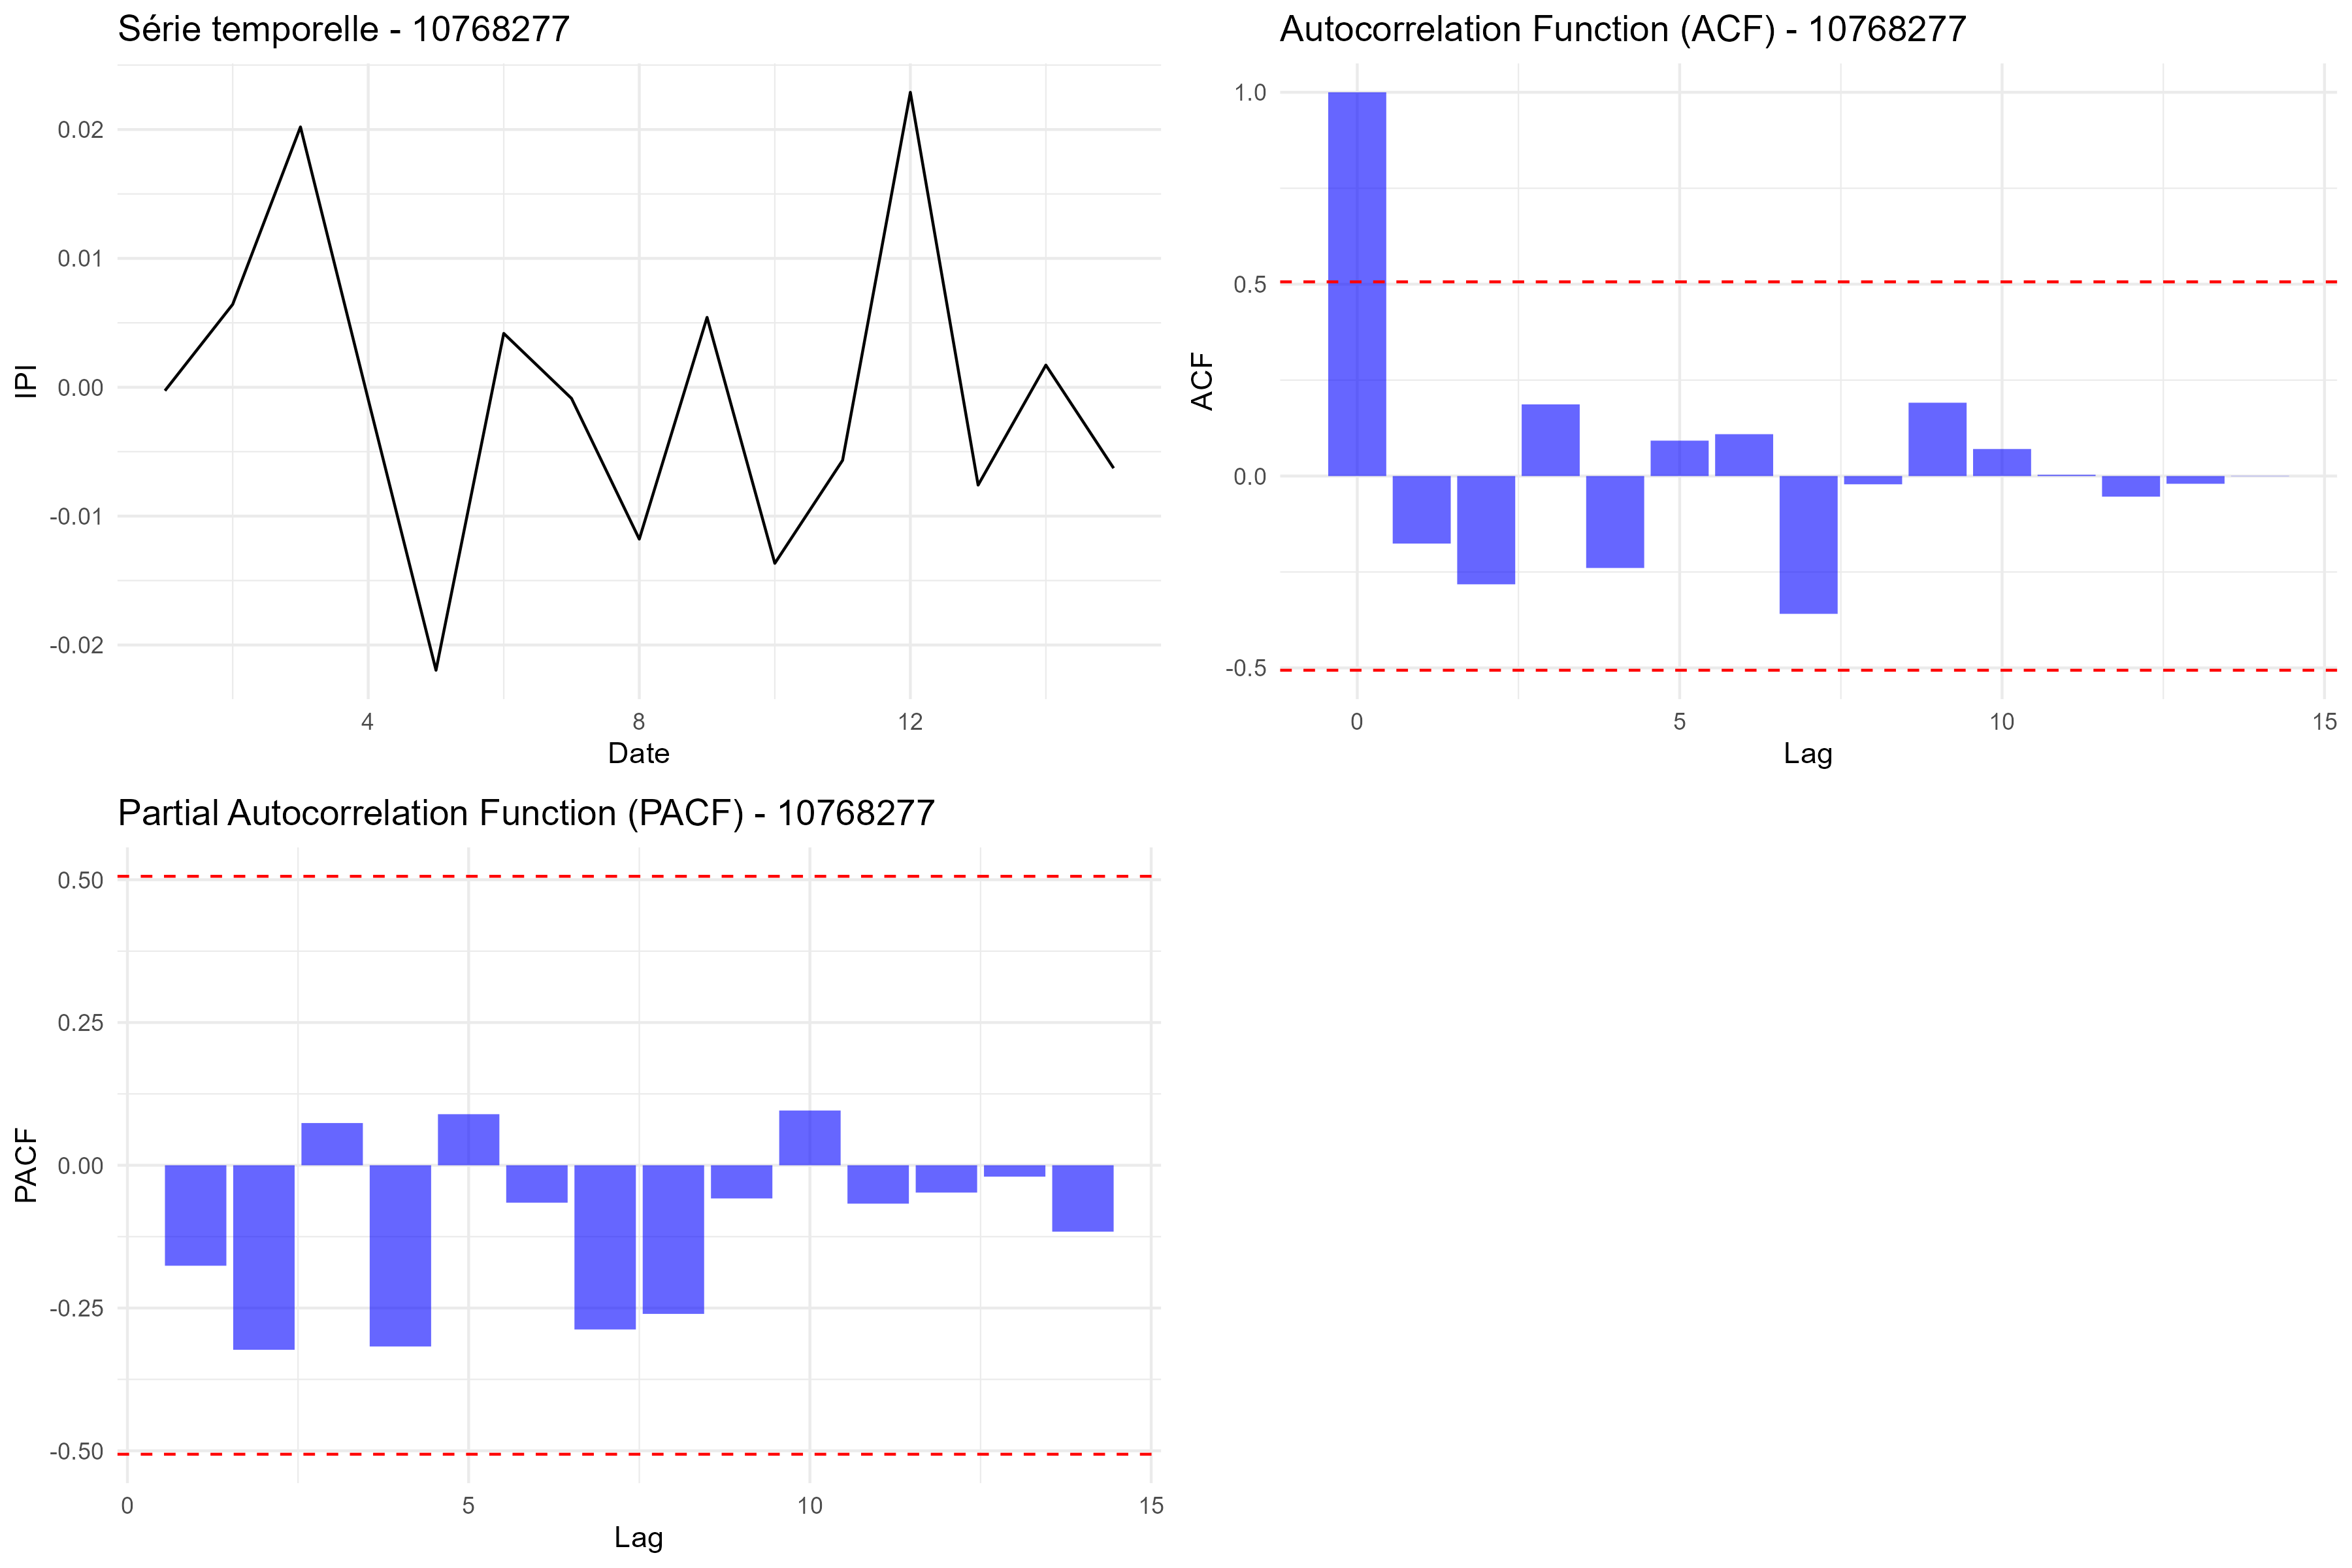 Série temporelle - 10768277
0.02
0.01
0.00
-0.01
-0.02
IPI
4 8 12
Date
Autocorrelation Function (ACF) - 10768277
1.0
0.5
0.0
-0.5
ACF
0 5 10 15
Lag
Partial Autocorrelation Function (PACF) - 10768277
0.50
0.25
0.00
-0.25
-0.50
PACF
0 5 10 15
Lag